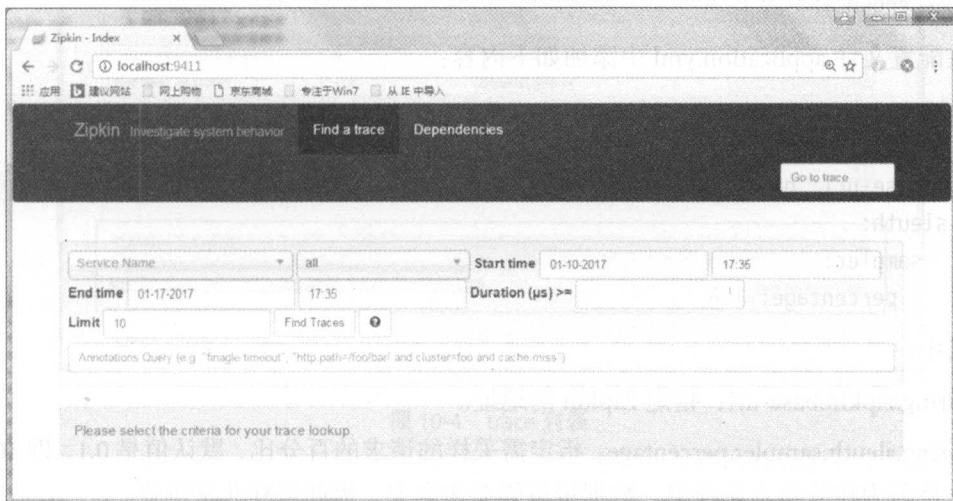 Zipkin - Index
localhost:9411
应用 建议网站 网上购物 京东商城 专注于Win7 从 IE 中导入
Zipkin Investigate system behavior Find a trace Dependencies
Go to trace
Service Name all Start time 01-10-2017 17:35
End time 01-17-2017 17:35 Duration (μs) >=
Limit 10 Find Traces
Annotations Query (e.g. "finagle.timeout", "http.path=/foo/bar/ and cluster=foo and cache.miss")
Please select the criteria for your trace lookup.